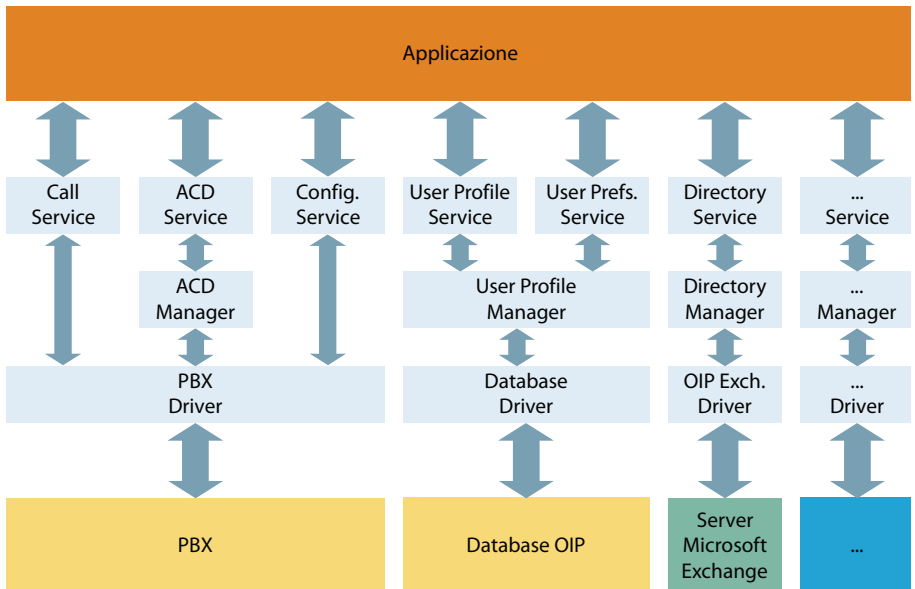 Applicazione
Call
Service
ACD
Service
Config.
Service
User Profile
Service
User Prefs.
Service
Directory
Service
...
Service
ACD
Manager
User Profile
Manager
Directory
Manager
...
Manager
PBX
Driver
Database
Driver
OIP Exch.
Driver
...
Driver
PBX
Database OIP
Server
Microsoft
Exchange
...